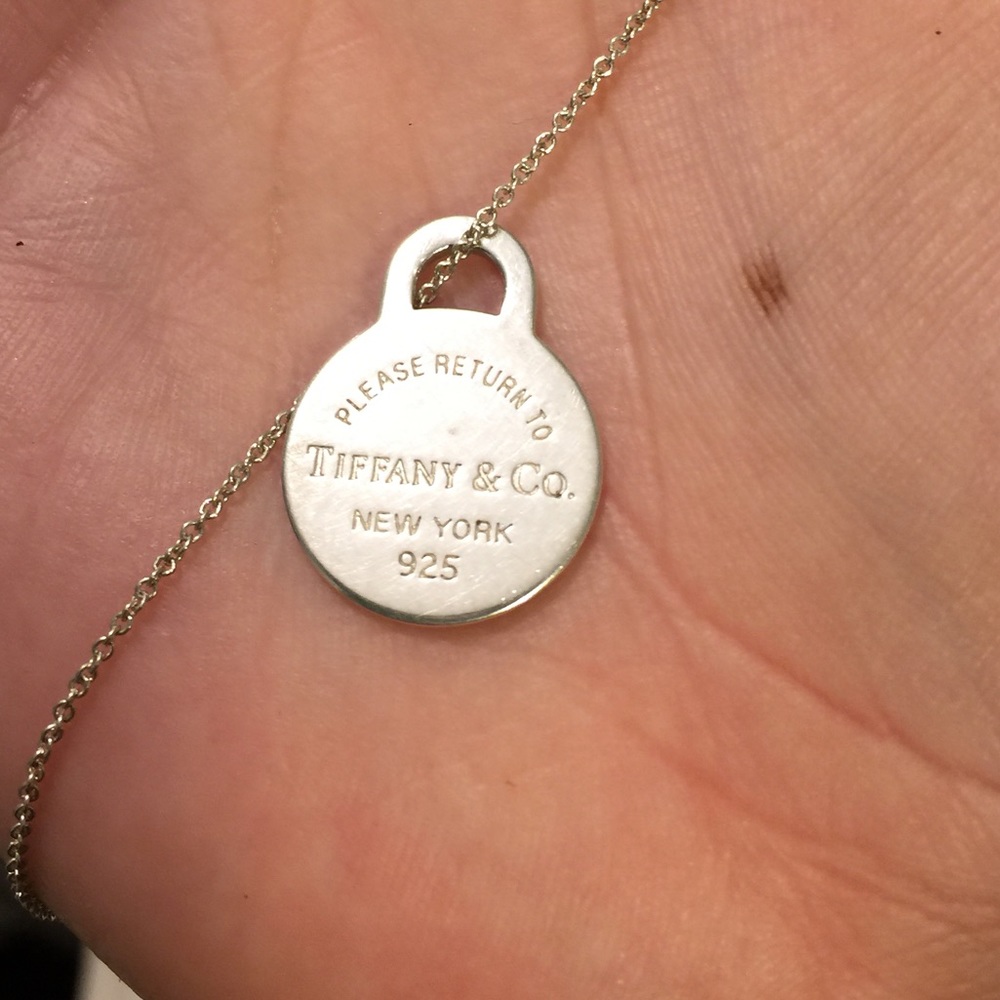 PLEASE RETURN TO
TIFFANY & CO.
NEW YORK
925